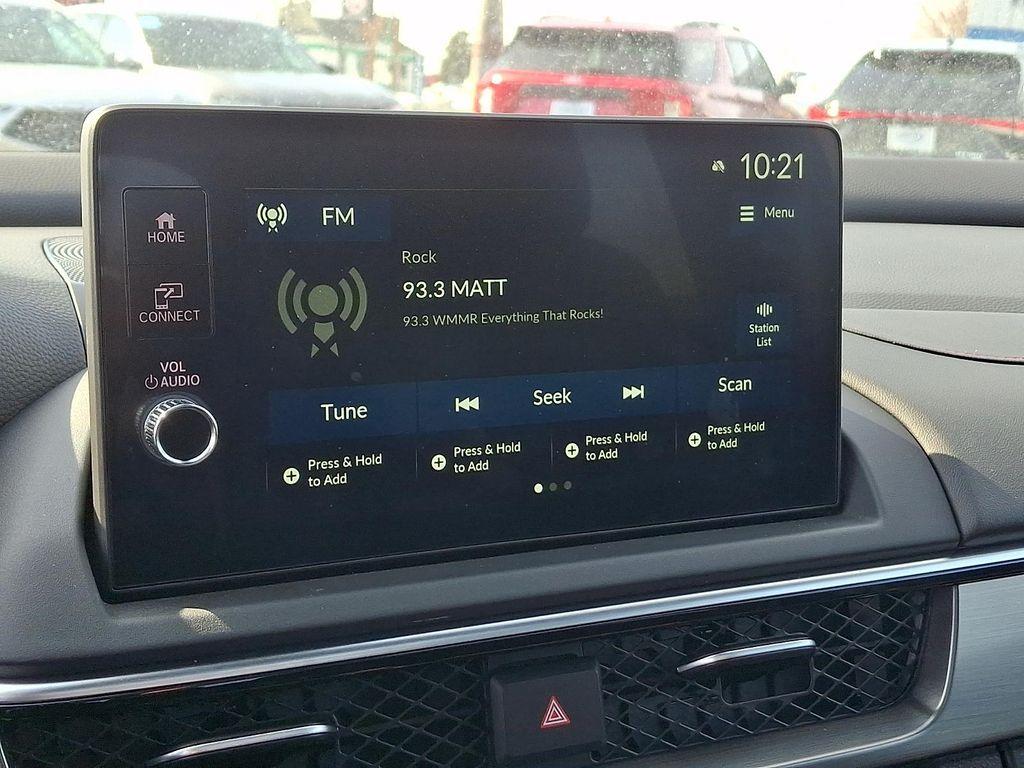 10:21
HOME
FM
Menu
Rock
93.3 MATT
93.3 WMMR Everything That Rocks!
CONNECT
Station
List
VOL
AUDIO
Tune
Seek
Scan
Press & Hold
to Add
Press & Hold
to Add
Press & Hold
to Add
Press & Hold
to Add